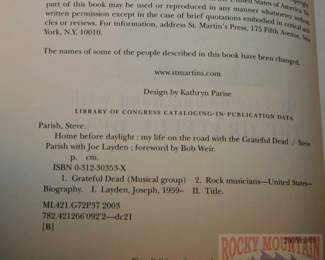 part of this book may be used or reproduced in any manner whatsoever without
written permission except in the case of brief quotations embodied in critical
cles or reviews. For information, address St. Martin's Press, 175 Fifth Avenue, New
York, N.Y. 10010.
The names of some of the people described in this book have been changed.
www.stmartins.com
Design by Kathryn Parise
LIBRARY OF CONGRESS CATALOGING-IN-PUBLICATION DATA
Parish, Steve.
Home before daylight : my life on the road with the Grateful Dead / Steve
Parish with Joe Layden ; foreword by Bob Weir.
p. cm.
ISBN 0-312-30353-X
1. Grateful Dead (Musical group) 2. Rock musicians—United States—
Biography. I. Layden, Joseph, 1959– II. Title.
ML421.G72P37 2003
782.421266'092'2—dc21
[B]
ROCKY MOUNTAIN